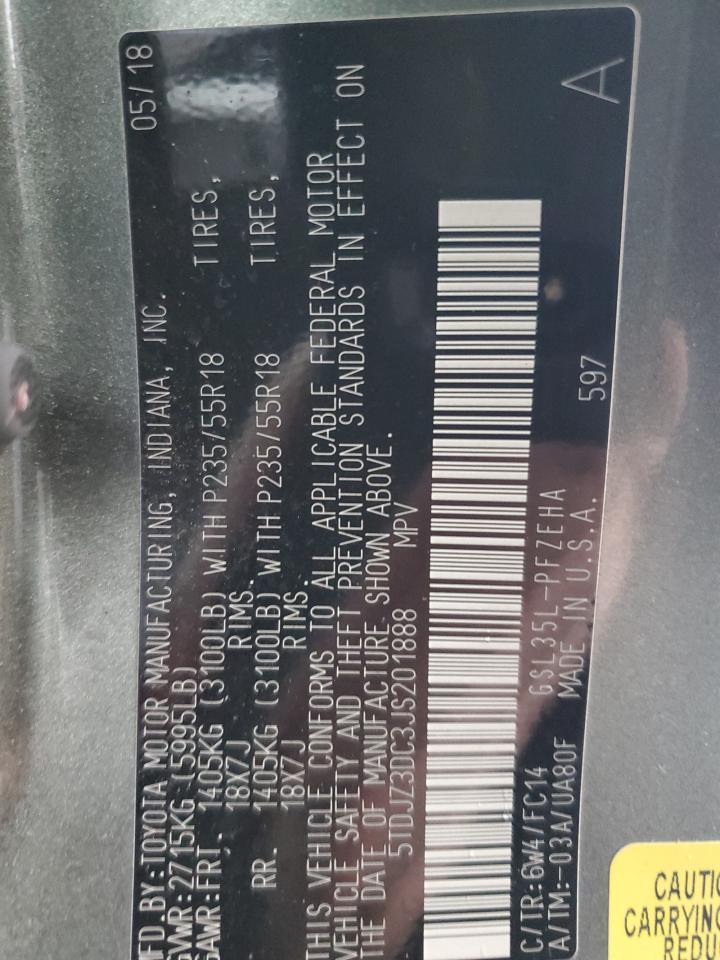 MFD.BY:TOYOTA MOTOR MANUFACTURING, INDIANA, INC. 05/18
GVWR:2715KG (5995LB)
GAWR:FRT. 1405KG (3100LB) WITH P235/55R18 TIRES,
18X7J RIMS.
RR. 1405KG (3100LB) WITH P235/55R18 TIRES,
18X7J RIMS.
THIS VEHICLE CONFORMS TO ALL APPLICABLE FEDERAL MOTOR
VEHICLE SAFETY AND THEFT PREVENTION STANDARDS IN EFFECT ON
THE DATE OF MANUFACTURE SHOWN ABOVE.
5TDJZ3DC3JS201888 MPV
C/TR:6W4/FC14 GSL35L-PFZEHA
A/TM:-03A/UA80F MADE IN U.S.A. 597 A
CAUTIO
CARRYING
REDU